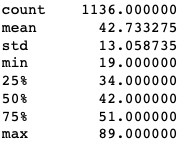 count 1136.000000
mean 42.733275
std 13.058735
min 19.000000
25% 34.000000
50% 42.000000
75% 51.000000
max 89.000000